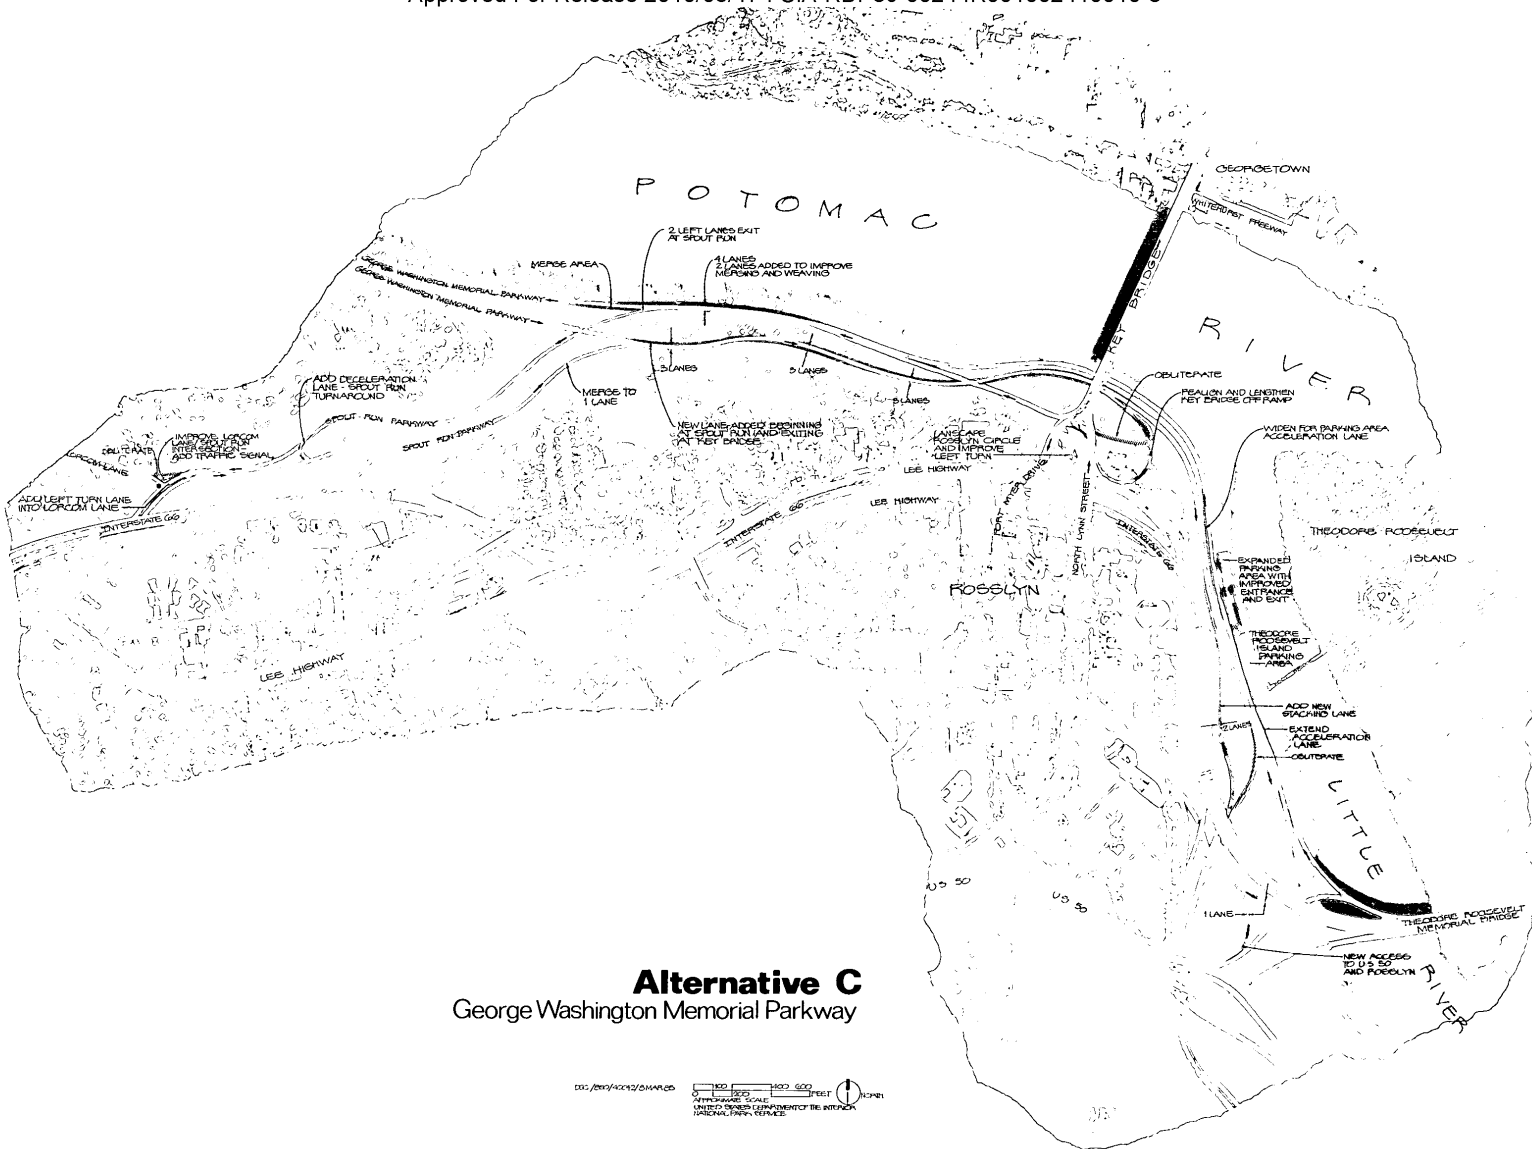 GEORGETOWN
WHITEHURST FREEWAY
POTOMAC
2 LEFT LANES EXIT
AT SPOUT RUN
MERGE AREA
4 LANES
2 LANES ADDED TO IMPROVE
MERGING AND WEAVING
GEORGE WASHINGTON MEMORIAL PARKWAY
GEORGE WASHINGTON MEMORIAL PARKWAY
KEY BRIDGE
RIVER
ADD DECELERATION
LANE - SPOUT RUN
TURNAROUND
3 LANES
3 LANES
3 LANES
MERGE TO
1 LANE
OBLITERATE
REALIGN AND LENGTHEN
KEY BRIDGE OFF RAMP
SPOUT RUN PARKWAY
SPOUT RUN PARKWAY
NEW LANE ADDED BEGINNING
AT SPOUT RUN (AND EXITING
AT KEY BRIDGE)
LANSCAPE
ROSSLYN CIRCLE
AND IMPROVE
LEFT TURN
WIDEN FOR PARKING AREA
ACCELERATION LANE
IMPROVE LORCOM
LANE/SPOUT RUN
INTERSECTION
ADD TRAFFIC SIGNAL
OBLITERATE
LORCOM LANE
ADD LEFT TURN LANE
INTO LORCOM LANE
INTERSTATE 66
LEE HIGHWAY
LEE HIGHWAY
INTERSTATE 66
FORT MYER DRIVE
NORTH LYNN STREET
INTERSTATE 66
THEODORE ROOSEVELT
ISLAND
EXPANDED
PARKING
AREA WITH
IMPROVED
ENTRANCE
AND EXIT
ROSSLYN
THEODORE
ROOSEVELT
ISLAND
PARKING
AREA
LEE HIGHWAY
ADD NEW
STACKING LANE
2 LANES
EXTEND
ACCELERATION
LANE
OBLITERATE
LITTLE
US 50
US 50
1 LANE
THEODORE ROOSEVELT
MEMORIAL BRIDGE
NEW ACCESS
TO US 50
AND ROSSLYN
RIVER
Alternative C
George Washington Memorial Parkway
100 400 600
0 200 FEET
NORTH
APPROXIMATE SCALE
UNITED STATES DEPARTMENT OF THE INTERIOR
NATIONAL PARK SERVICE